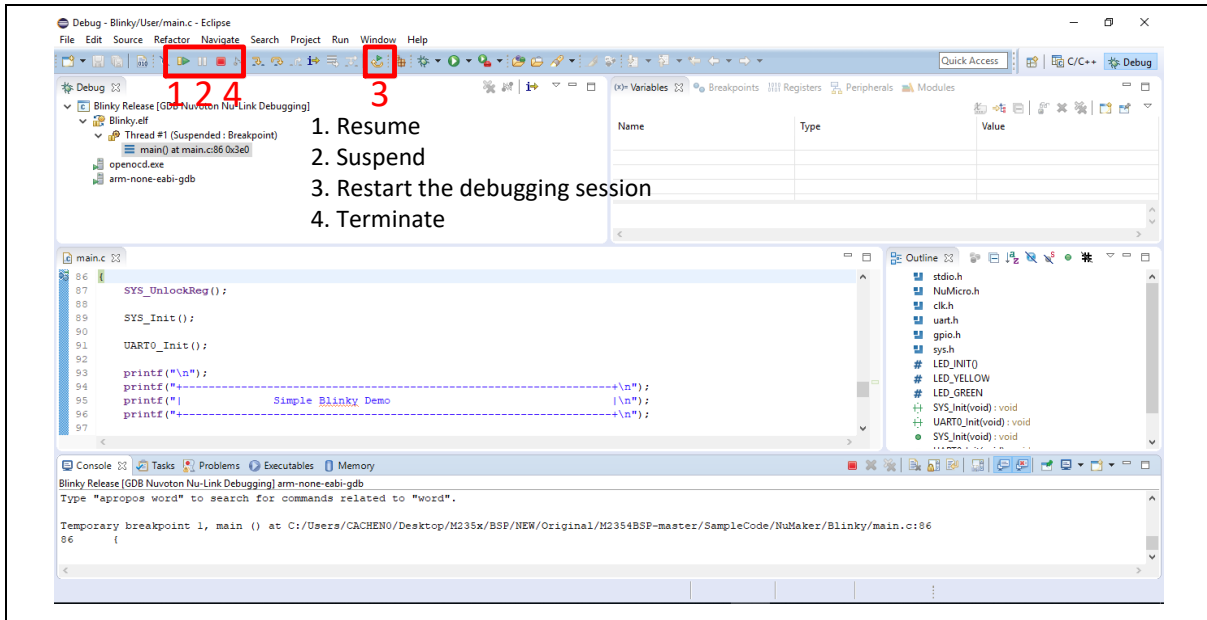 Debug - Blinky/User/main.c - Eclipse
File Edit Source Refactor Navigate Search Project Run Window Help
Quick Access
C/C++
Debug
1 2 4
3
Debug
Blinky Release [GDB Nuvoton Nu-Link Debugging]
Blinky.elf
Thread #1 (Suspended : Breakpoint)
main() at main.c:86 0x3e0
openocd.exe
arm-none-eabi-gdb
1. Resume
2. Suspend
3. Restart the debugging session
4. Terminate
(x)= Variables
Breakpoints
Registers
Peripherals
Modules
Name Type Value
main.c
86 {
87 SYS_UnlockReg();
88
89 SYS_Init();
90
91 UART0_Init();
92
93 printf("\n");
94 printf("+-----------------------------------------------------------------+\n");
95 printf("| Simple Blinky Demo |\n");
96 printf("+-----------------------------------------------------------------+\n");
97
Outline
stdio.h
NuMicro.h
clk.h
uart.h
gpio.h
sys.h
LED_INIT()
LED_YELLOW
LED_GREEN
SYS_Init(void) : void
UART0_Init(void) : void
SYS_Init(void) : void
Console
Tasks
Problems
Executables
Memory
Blinky Release [GDB Nuvoton Nu-Link Debugging] arm-none-eabi-gdb
Type "apropos word" to search for commands related to "word".
Temporary breakpoint 1, main () at C:/Users/CACHEN0/Desktop/M235x/BSP/NEW/Original/M2354BSP-master/SampleCode/NuMaker/Blinky/main.c:86
86 {